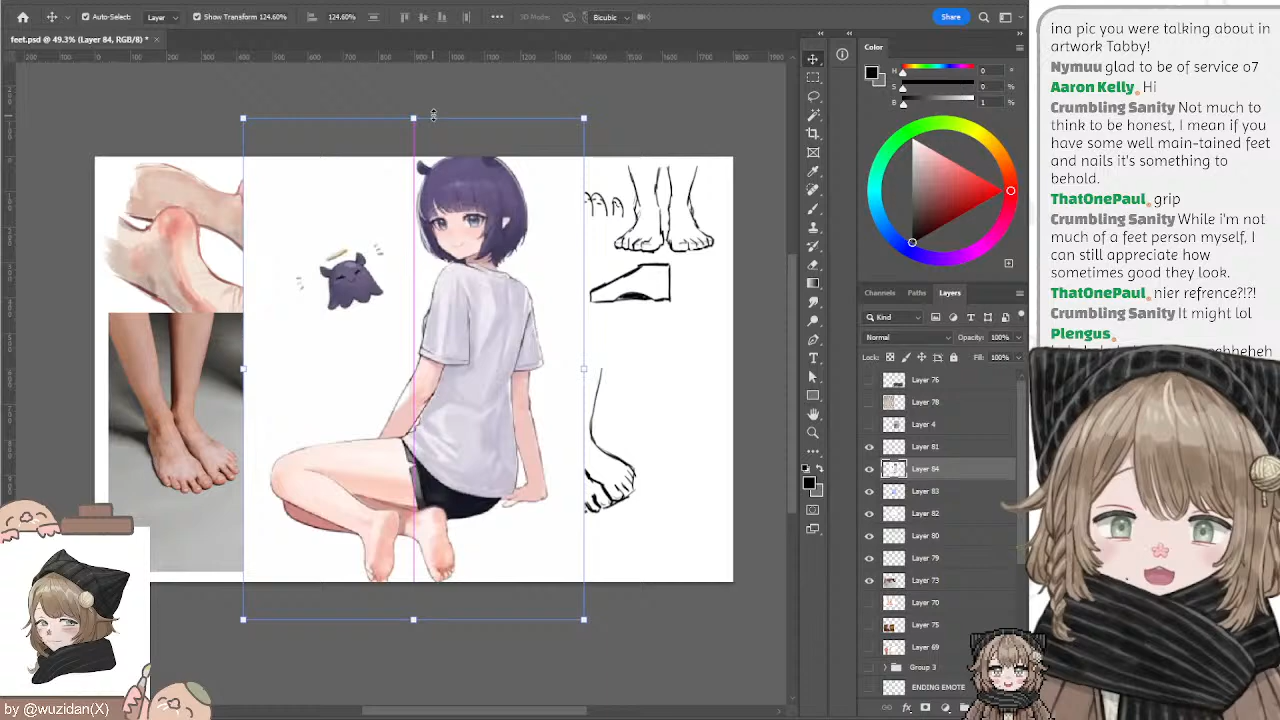 Auto-Select: Layer Show Transform 124.60% 124.60% 3D Mode: Bicubic Share
feet.psd @ 49.3% (Layer 84, RGB/8) *
Color
H 0 °
S 0 %
B 1 %
Channels Paths Layers
Kind
Normal Opacity: 100%
Lock: Fill: 100%
Layer 76
Layer 78
Layer 4
Layer 81
Layer 84
Layer 83
Layer 82
Layer 80
Layer 79
Layer 73
Layer 70
Layer 75
Layer 69
Group 3
ENDING EMOTE
fx
ina pic you were talking about in
artwork Tabby!
Nymuu glad to be of service o7
Aaron Kelly Hi
Crumbling Sanity Not much to
think to be honest, I mean if you
have some well main-tained feet
and nails it's something to
behold.
ThatOnePaul grip
Crumbling Sanity While i'm not
much of a feet person myself, I
can still appreciate how
sometimes good they look.
ThatOnePaul nier refrence?!?!
Crumbling Sanity It might lol
Plengus
by @wuzidan(X)